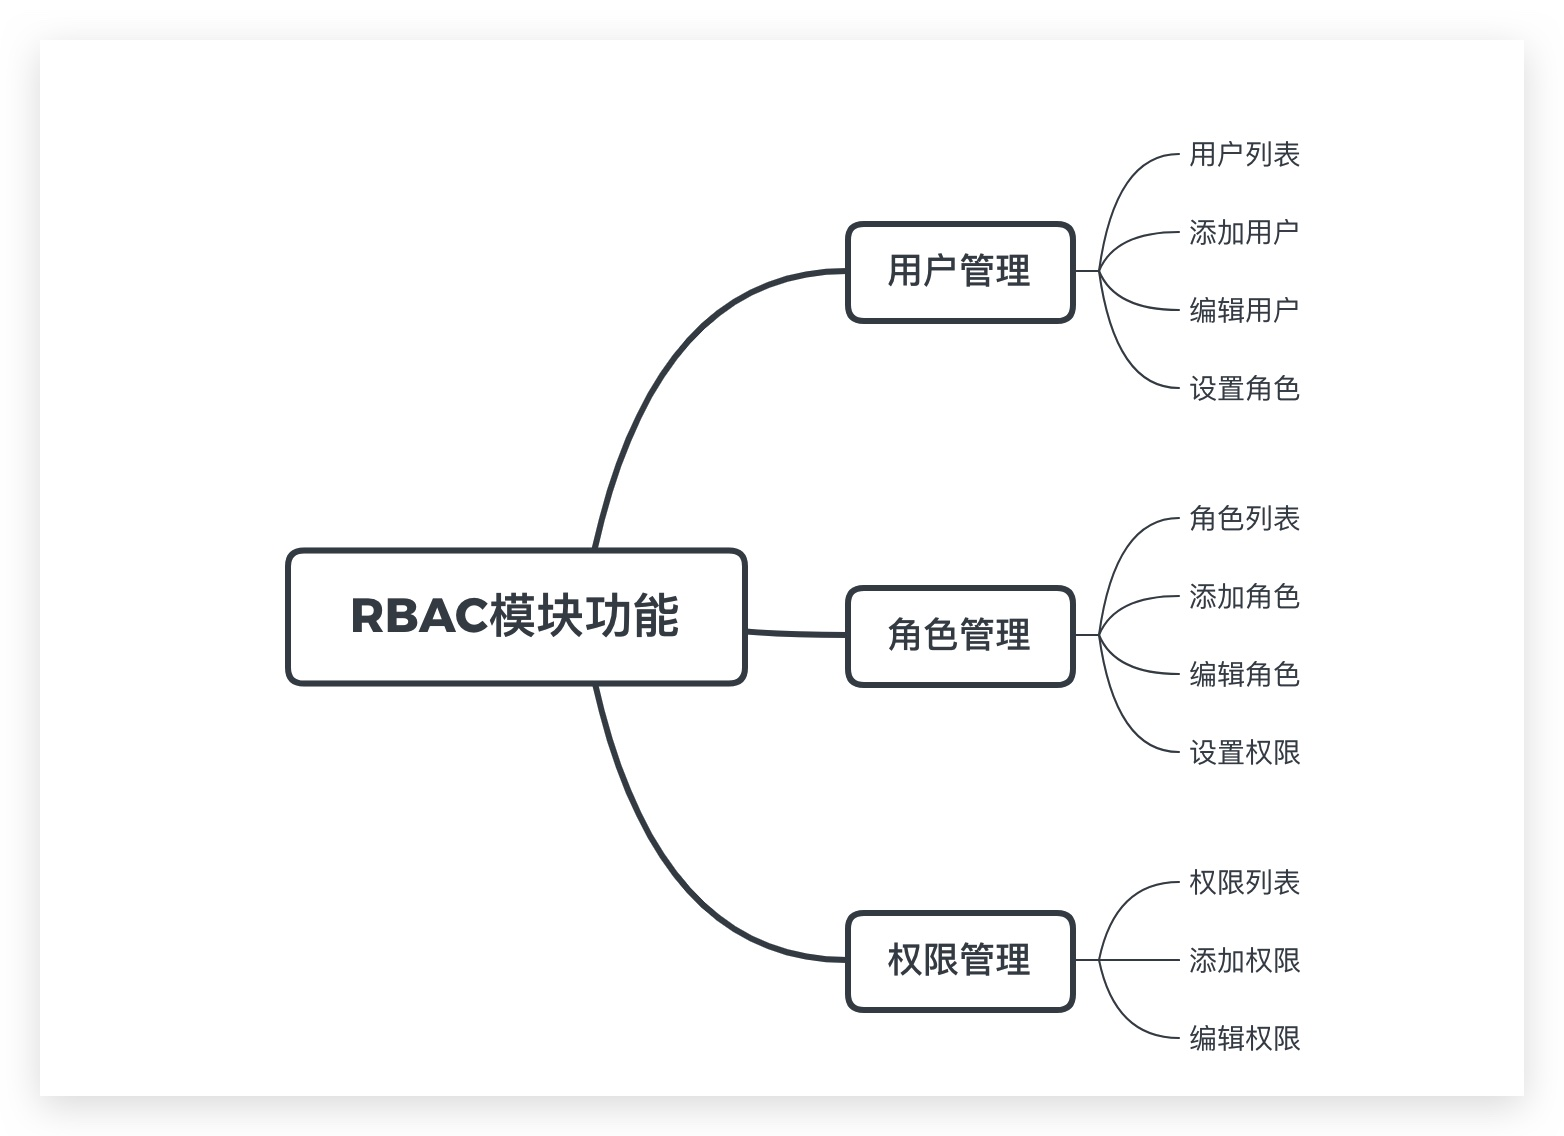 RBAC模块功能
用户管理
用户列表
添加用户
编辑用户
设置角色
角色管理
角色列表
添加角色
编辑角色
设置权限
权限管理
权限列表
添加权限
编辑权限